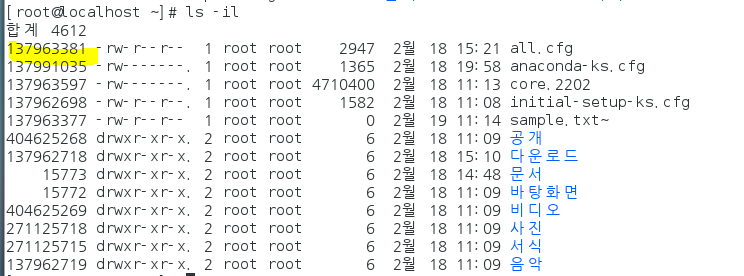 [root@localhost ~]# ls -il
합계 4612
137963381 -rw-r--r-- 1 root root 2947 2월 18 15:21 all.cfg
137991035 -rw-------. 1 root root 1365 2월 18 19:58 anaconda-ks.cfg
137963597 -rw-------. 1 root root 4710400 2월 18 11:13 core.2202
137962698 -rw-r--r--. 1 root root 1582 2월 18 11:08 initial-setup-ks.cfg
137963377 -rw-r--r--. 1 root root 0 2월 19 11:14 sample.txt~
404625268 drwxr-xr-x. 2 root root 6 2월 18 11:09 공개
137962718 drwxr-xr-x. 2 root root 6 2월 18 15:10 다운로드
15773 drwxr-xr-x. 2 root root 6 2월 18 14:48 문서
15772 drwxr-xr-x. 2 root root 6 2월 18 11:09 바탕화면
404625269 drwxr-xr-x. 2 root root 6 2월 18 11:09 비디오
271125718 drwxr-xr-x. 2 root root 6 2월 18 11:09 사진
271125715 drwxr-xr-x. 2 root root 6 2월 18 11:09 서식
137962719 drwxr-xr-x. 2 root root 6 2월 18 11:09 음악